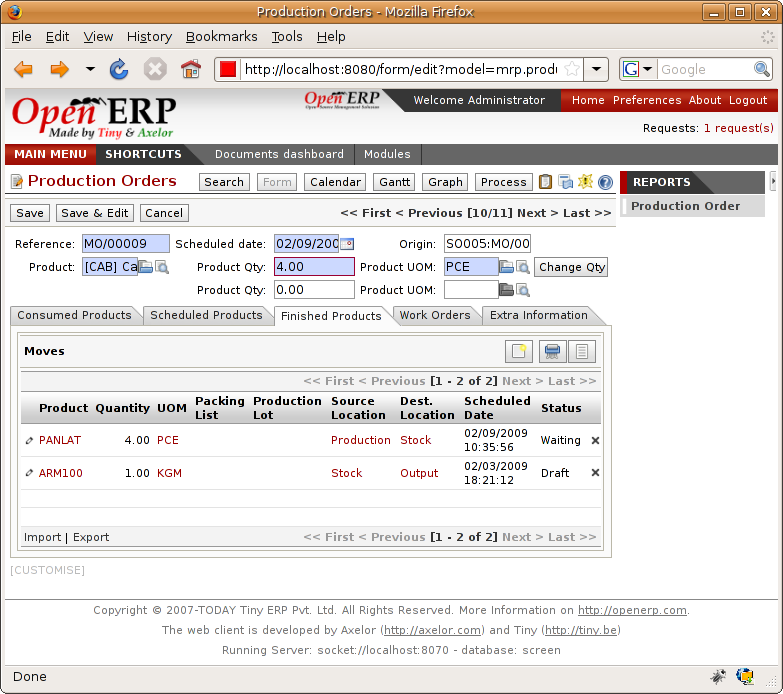 Production Orders - Mozilla Firefox
File Edit View History Bookmarks Tools Help
http://localhost:8080/form/edit?model=mrp.produ
G Google
Open ERP
Made by Tiny & Axelor
Open ERP
Open Source Management Solution
Welcome Administrator
Home Preferences About Logout
Requests: 1 request(s)
MAIN MENU SHORTCUTS Documents dashboard Modules
Production Orders Search Form Calendar Gantt Graph Process
REPORTS
Production Order
Save Save & Edit Cancel << First < Previous [10/11] Next > Last >>
Reference: MO/00009 Scheduled date: 02/09/200 Origin: SO005:MO/00
Product: [CAB] Ca Product Qty: 4.00 Product UOM: PCE Change Qty
Product Qty: 0.00 Product UOM:
Consumed Products Scheduled Products Finished Products Work Orders Extra Information
Moves
<< First < Previous [1 - 2 of 2] Next > Last >>
Product Quantity UOM Packing List Production Lot Source Location Dest. Location Scheduled Date Status
PANLAT 4.00 PCE Production Stock 02/09/2009 10:35:56 Waiting
ARM100 1.00 KGM Stock Output 02/03/2009 18:21:12 Draft
Import | Export << First < Previous [1 - 2 of 2] Next > Last >>
[CUSTOMISE]
Copyright © 2007-TODAY Tiny ERP Pvt. Ltd. All Rights Reserved. More Information on http://openerp.com.
The web client is developed by Axelor (http://axelor.com) and Tiny (http://tiny.be)
Running Server: socket://localhost:8070 - database: screen
Done